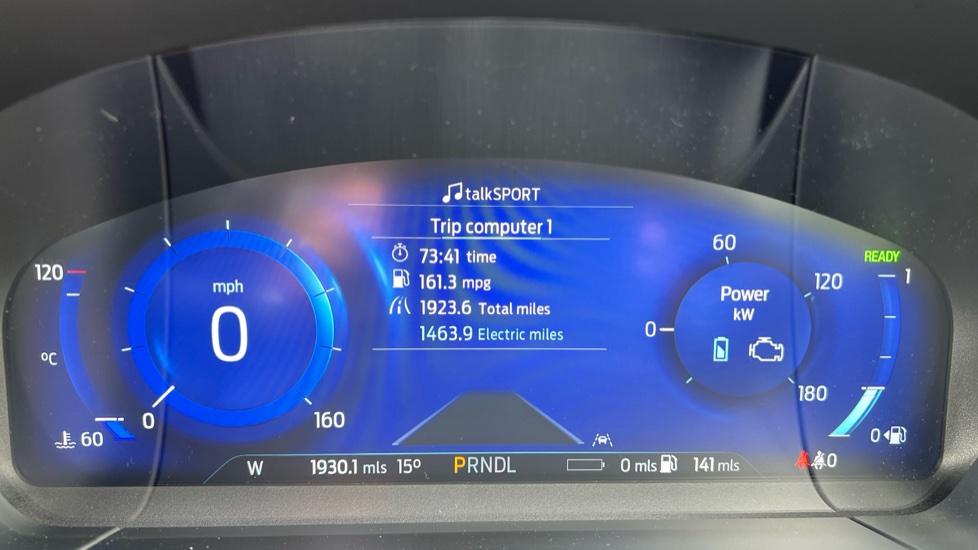 talkSPORT
Trip computer 1
73:41 time
161.3 mpg
1923.6 Total miles
1463.9 Electric miles
120
°C
60
mph
0
0
160
60
120
0
180
Power
kW
READY
1
0
W 1930.1 mls 15° PRNDL 0 mls 141 mls 0